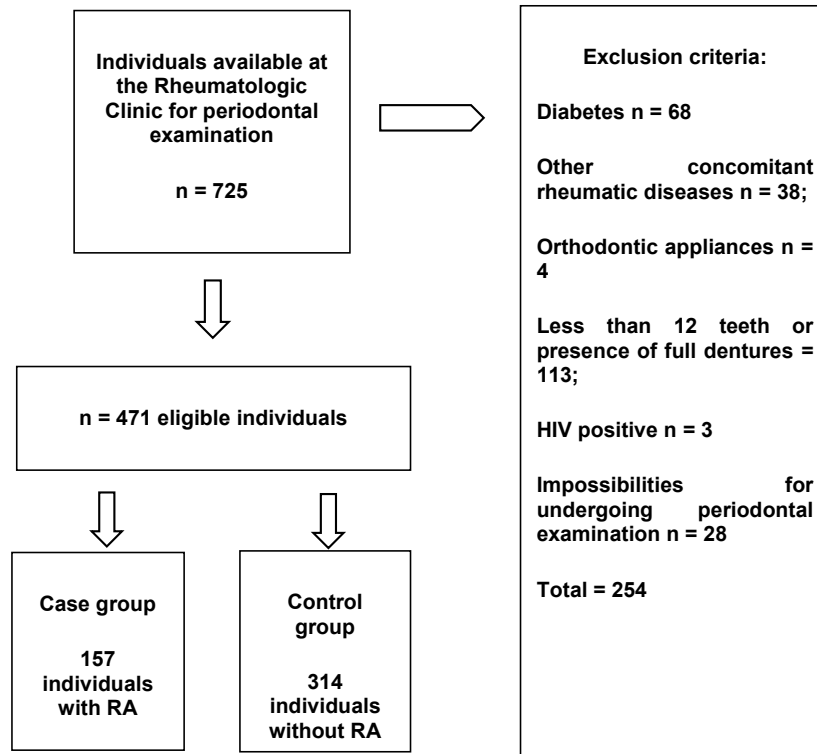 Individuals available at
the Rheumatologic
Clinic for periodontal
examination
n = 725
n = 471 eligible individuals
Case group
157
individuals
with RA
Control
group
314
individuals
without RA
Exclusion criteria:
Diabetes n = 68
Other concomitant
rheumatic diseases n = 38;
Orthodontic appliances n =
4
Less than 12 teeth or
presence of full dentures =
113;
HIV positive n = 3
Impossibilities for
undergoing periodontal
examination n = 28
Total = 254